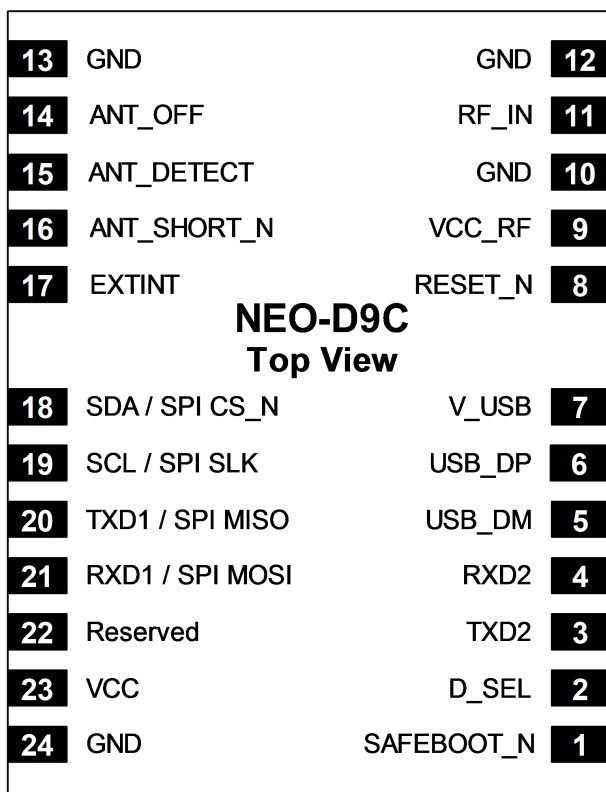 13 GND GND 12
14 ANT_OFF RF_IN 11
15 ANT_DETECT GND 10
16 ANT_SHORT_N VCC_RF 9
17 EXTINT RESET_N 8
NEO-D9C
Top View
18 SDA / SPI CS_N V_USB 7
19 SCL / SPI SLK USB_DP 6
20 TXD1 / SPI MISO USB_DM 5
21 RXD1 / SPI MOSI RXD2 4
22 Reserved TXD2 3
23 VCC D_SEL 2
24 GND SAFEBOOT_N 1